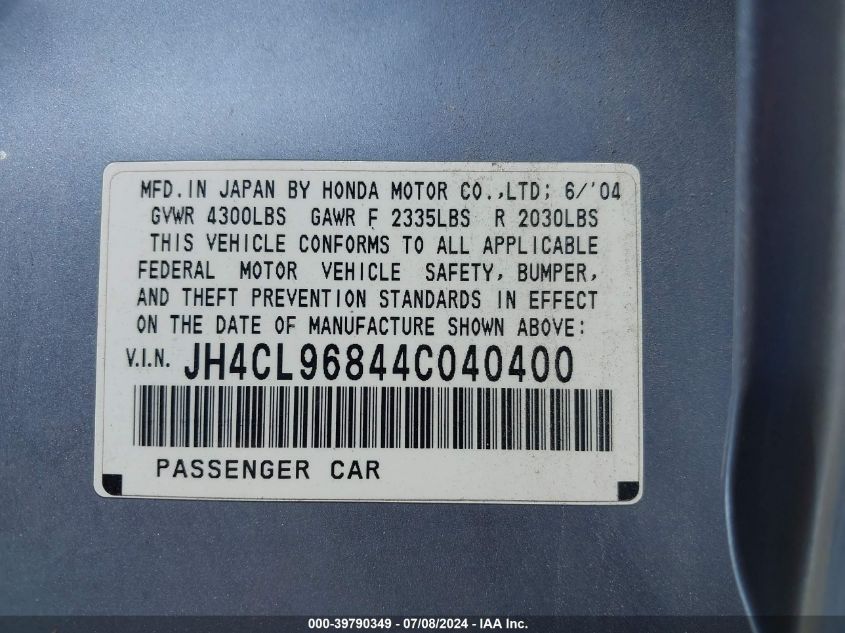 MFD. IN JAPAN BY HONDA MOTOR CO.,LTD; 6/'04
GVWR 4300LBS GAWR F 2335LBS R 2030LBS
THIS VEHICLE CONFORMS TO ALL APPLICABLE
FEDERAL MOTOR VEHICLE SAFETY, BUMPER,
AND THEFT PREVENTION STANDARDS IN EFFECT
ON THE DATE OF MANUFACTURE SHOWN ABOVE:
V.I.N. JH4CL96844C040400
PASSENGER CAR
000-39790349 - 07/08/2024 - IAA Inc.